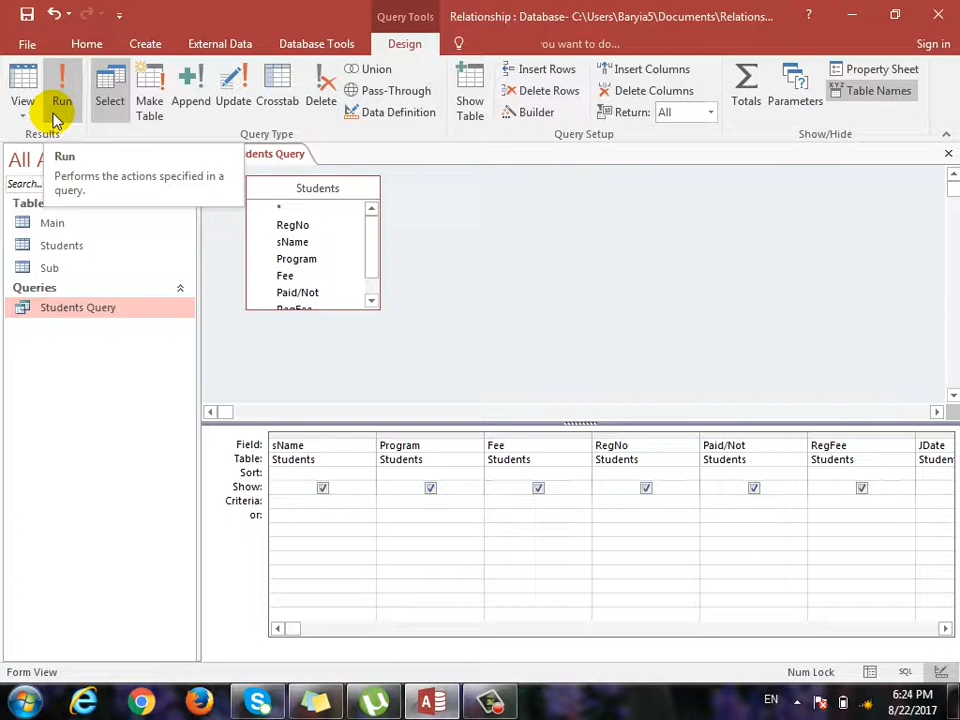 Query Tools
Relationship : Database- C:\Users\Baryia5\Documents\Relations...
?
File
Home
Create
External Data
Database Tools
Design
you want to do...
Sign in
View
Run
Select
Make
Table
Append
Update
Crosstab
Delete
Union
Pass-Through
Data Definition
Show
Table
Insert Rows
Delete Rows
Builder
Insert Columns
Delete Columns
Return: All
Totals
Parameters
Property Sheet
Table Names
Results
Query Type
Query Setup
Show/Hide
All A
Search...
Run
Performs the actions specified in a
query.
Table
Main
Students
Sub
Queries
Students Query
dents Query
Students
*
RegNo
sName
Program
Fee
Paid/Not
RegFee
Field: sName Program Fee RegNo Paid/Not RegFee JDate
Table: Students Students Students Students Students Students Studen
Sort:
Show:
Criteria:
or:
Form View
Num Lock
SQL
EN
6:24 PM
8/22/2017